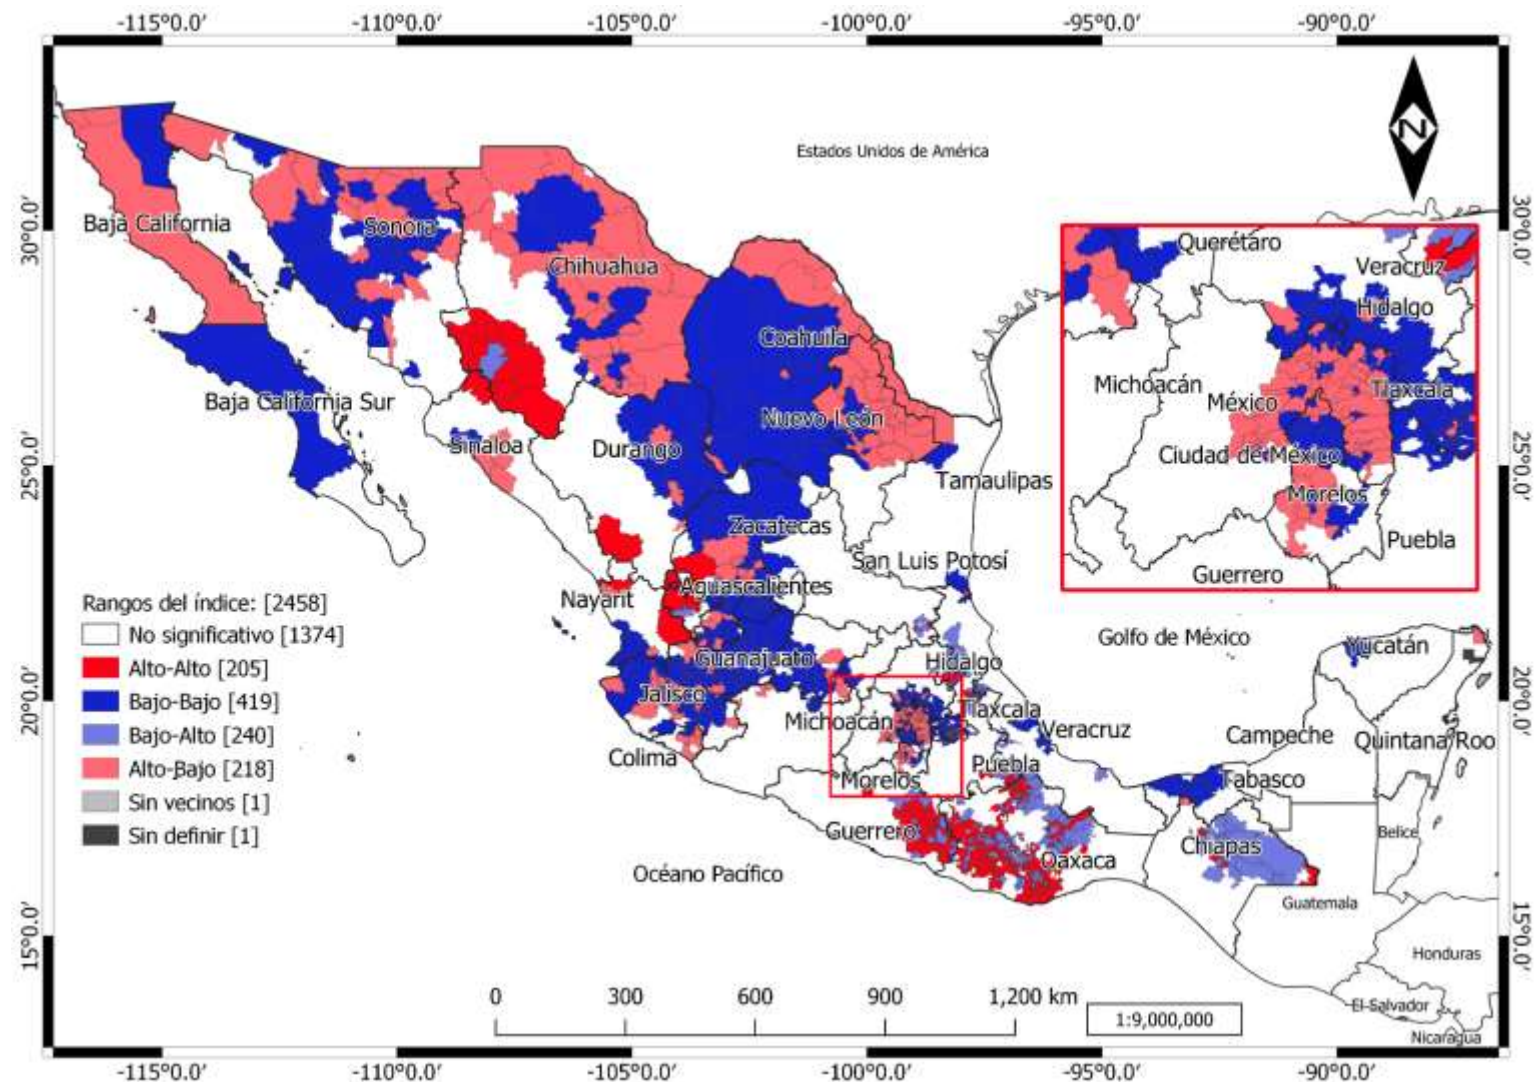 -115°0.0' -110°0.0' -105°0.0' -100°0.0' -95°0.0' -90°0.0'
30°0.0'
25°0.0'
20°0.0'
15°0.0'
30°0.0'
25°0.0'
20°0.0'
15°0.0'
N
Estados Unidos de América
Baja California
Sonora
Chihuahua
Coahuila
Baja California Sur
Nuevo León
Sinaloa
Durango
Tamaulipas
Zacatecas
San Luis Potosí
Aguascalientes
Nayarit
Guanajuato
Hidalgo
Jalisco
Michoacán
Tlaxcala
Veracruz
Colima
Morelos
Puebla
Guerrero
Oaxaca
Océano Pacífico
Golfo de México
Yucatán
Campeche
Quintana Roo
Tabasco
Chiapas
Belice
Guatemala
Honduras
El Salvador
Nicaragua
Querétaro
Veracruz
Hidalgo
Michoacán
México
Tlaxcala
Ciudad de México
Morelos
Puebla
Guerrero
Rangos del índice: [2458]
No significativo [1374]
Alto-Alto [205]
Bajo-Bajo [419]
Bajo-Alto [240]
Alto-Bajo [218]
Sin vecinos [1]
Sin definir [1]
0 300 600 900 1,200 km
1:9,000,000
-115°0.0' -110°0.0' -105°0.0' -100°0.0' -95°0.0' -90°0.0'